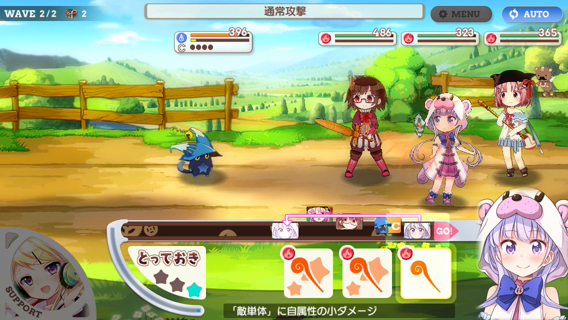 WAVE 2/2 2
通常攻撃
MENU
AUTO
396
C
486
323
365
C
GO!
とっておき
SUPPORT
「敵単体」に自属性の小ダメージ